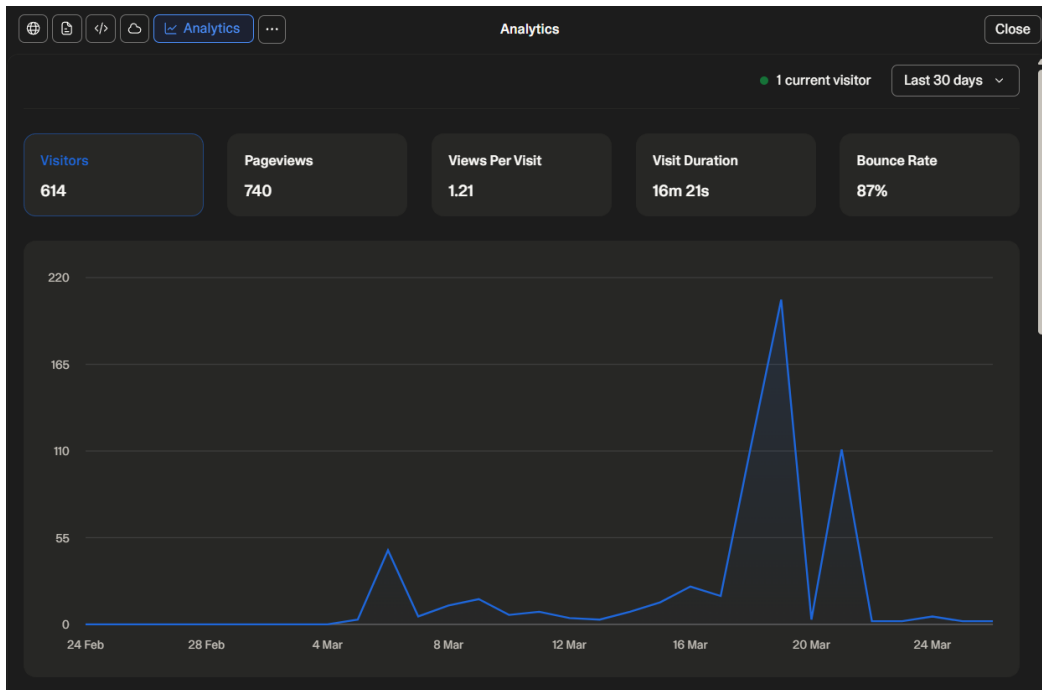 Analytics
Analytics
Close
1 current visitor
Last 30 days
Visitors
614
Pageviews
740
Views Per Visit
1.21
Visit Duration
16m 21s
Bounce Rate
87%
220
165
110
55
0
24 Feb
28 Feb
4 Mar
8 Mar
12 Mar
16 Mar
20 Mar
24 Mar